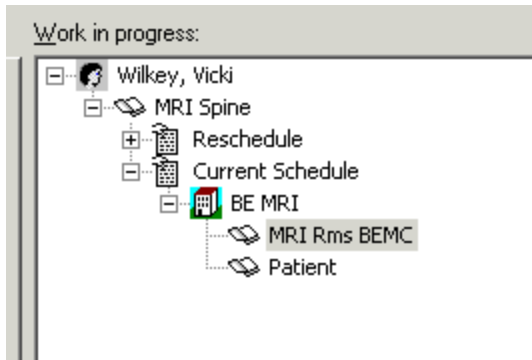 Work in progress:
Wilkey, Vicki
MRI Spine
Reschedule
Current Schedule
BE MRI
MRI Rms BEMC
Patient